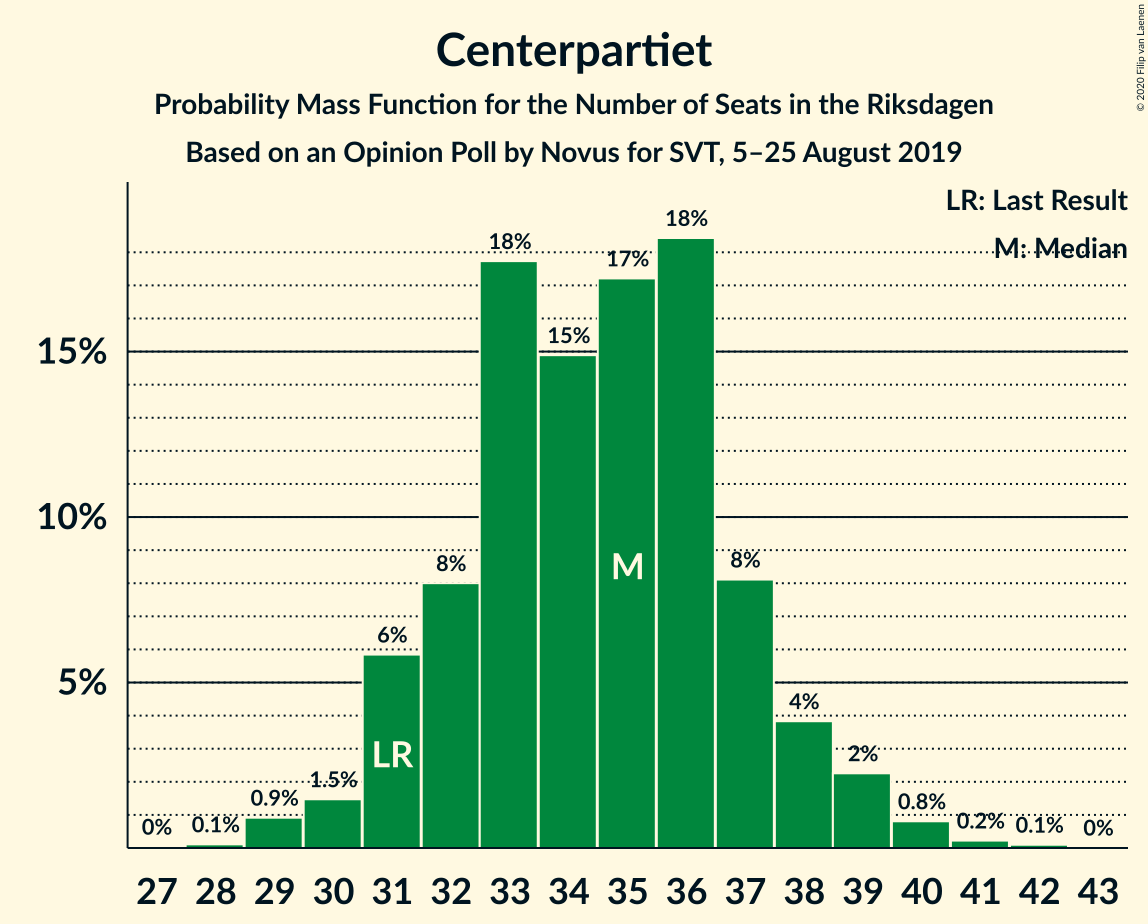 © 2020 Filip van Laenen
Centerpartiet
Probability Mass Function for the Number of Seats in the Riksdagen
Based on an Opinion Poll by Novus for SVT, 5–25 August 2019
LR: Last Result
M: Median
15%
10%
5%
0% 0.1% 0.9% 1.5% 6% 8% 18% 15% 17% 18% 8% 4% 2% 0.8% 0.2% 0.1% 0%
LR
M
27 28 29 30 31 32 33 34 35 36 37 38 39 40 41 42 43